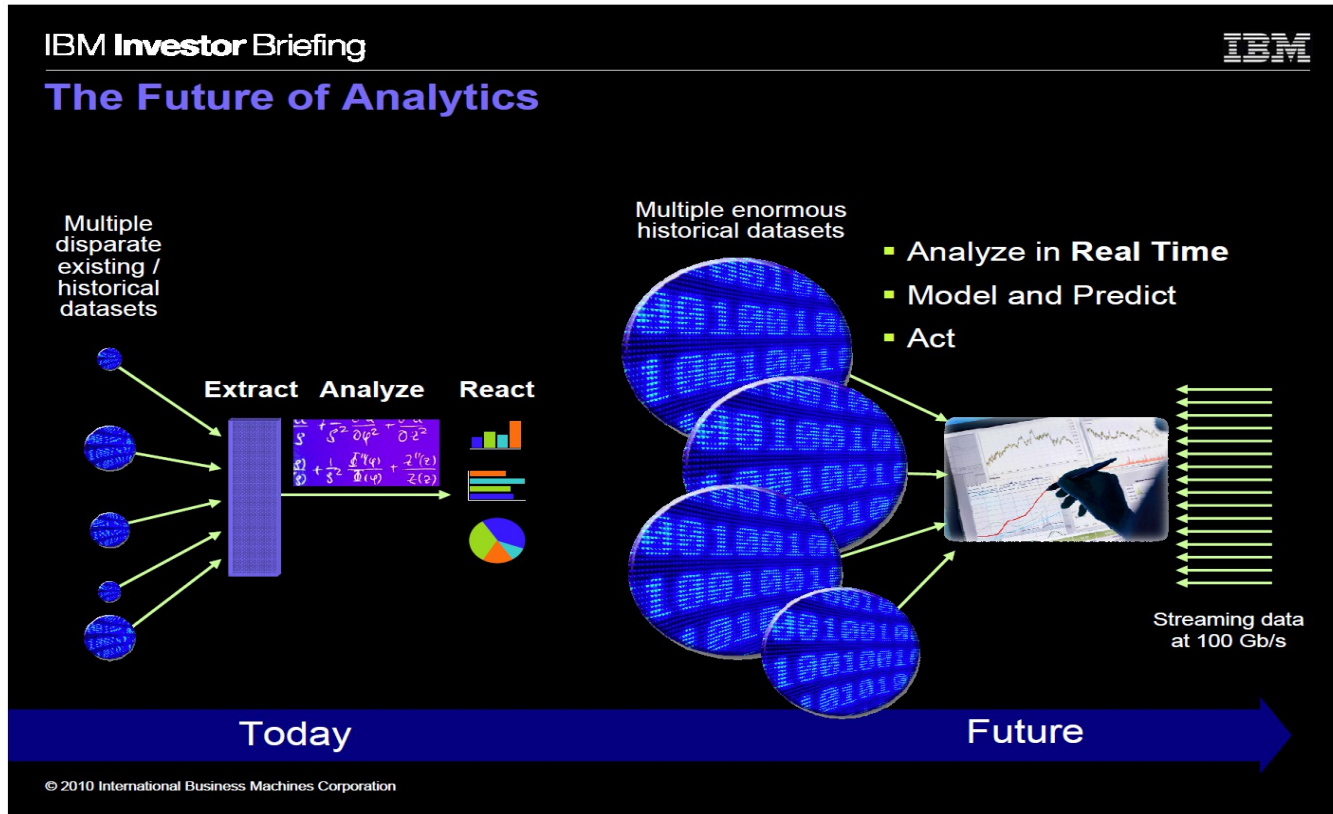 IBM Investor Briefing
IBM
The Future of Analytics
Multiple
disparate
existing /
historical
datasets
Extract Analyze React
Multiple enormous
historical datasets
▪ Analyze in Real Time
▪ Model and Predict
▪ Act
Streaming data
at 100 Gb/s
Today
Future
© 2010 International Business Machines Corporation